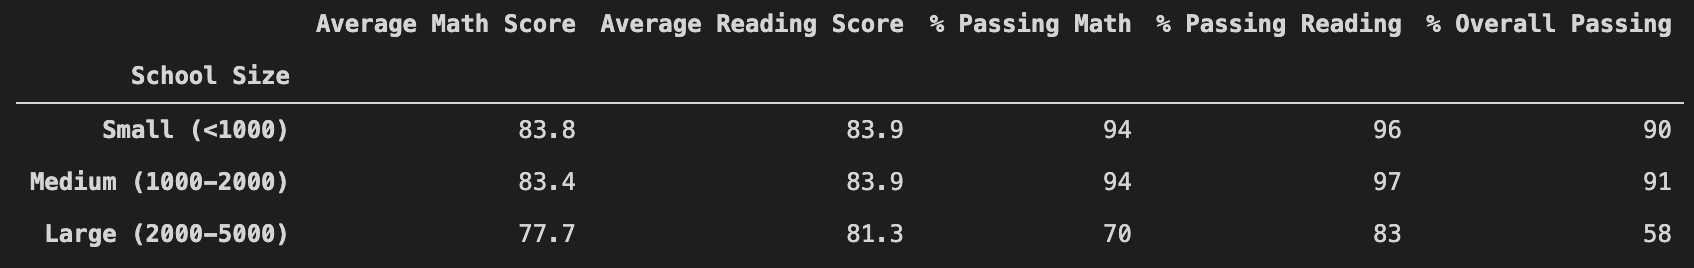 Average Math Score Average Reading Score % Passing Math % Passing Reading % Overall Passing
School Size
Small (<1000) 83.8 83.9 94 96 90
Medium (1000-2000) 83.4 83.9 94 97 91
Large (2000-5000) 77.7 81.3 70 83 58